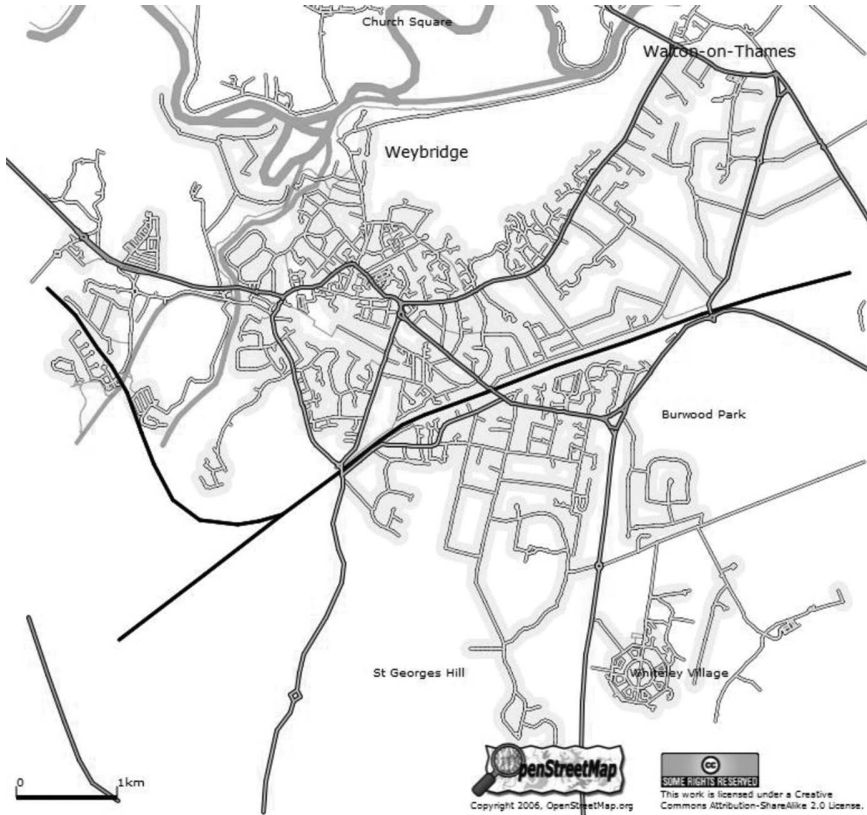 Church Square
Walton-on-Thames
Weybridge
Burwood Park
St Georges Hill
Whiteley Village
0
1km
OpenStreetMap
Copyright 2006, OpenStreetMap.org
cc
SOME RIGHTS RESERVED
This work is licensed under a Creative
Commons Attribution-ShareAlike 2.0 License.